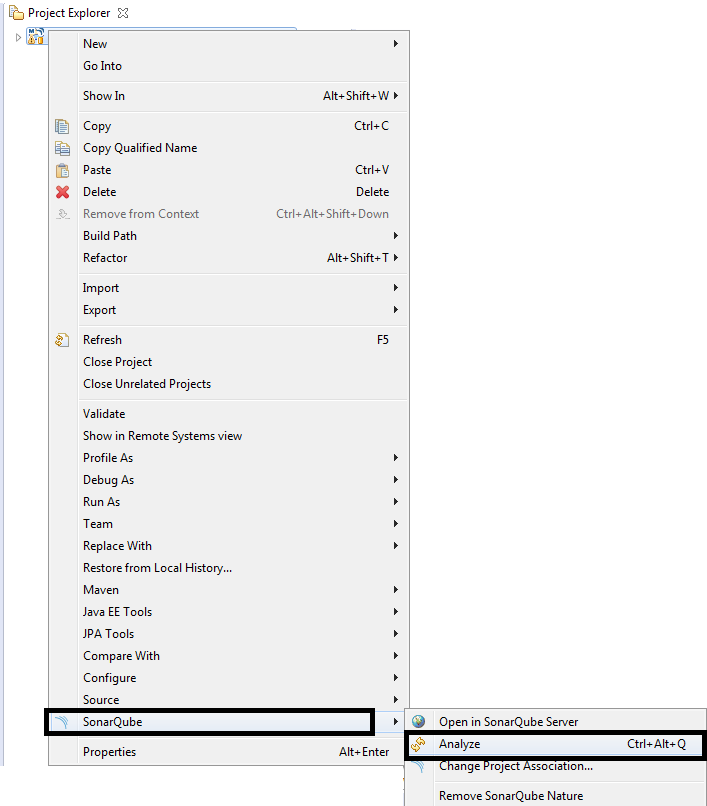 Project Explorer
New
Go Into
Show In Alt+Shift+W
Copy Ctrl+C
Copy Qualified Name
Paste Ctrl+V
Delete Delete
Remove from Context Ctrl+Alt+Shift+Down
Build Path
Refactor Alt+Shift+T
Import
Export
Refresh F5
Close Project
Close Unrelated Projects
Validate
Show in Remote Systems view
Profile As
Debug As
Run As
Team
Replace With
Restore from Local History...
Maven
Java EE Tools
JPA Tools
Compare With
Configure
Source
SonarQube
Properties Alt+Enter
Open in SonarQube Server
Analyze Ctrl+Alt+Q
Change Project Association...
Remove SonarQube Nature